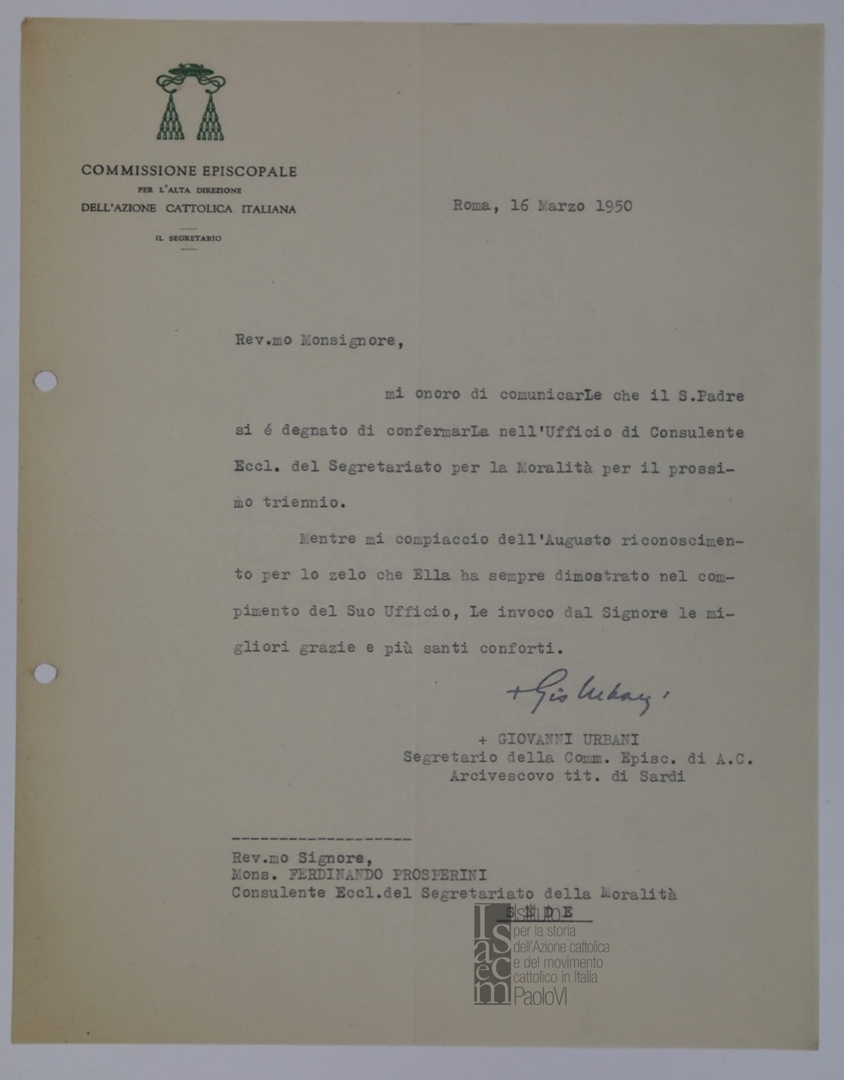 COMMISSIONE EPISCOPALE
PER L'ALTA DIREZIONE
DELL'AZIONE CATTOLICA ITALIANA
IL SEGRETARIO
Roma, 16 Marzo 1950
Rev.mo Monsignore,
mi onoro di comunicarLe che il S.Padre
si é degnato di confermarLa nell'Ufficio di Consulente
Eccl. del Segretariato per la Moralità per il prossi-
mo triennio.
Mentre mi compiaccio dell'Augusto riconoscimen-
to per lo zelo che Ella ha sempre dimostrato nel com-
pimento del Suo Ufficio, Le invoco dal Signore le mi-
gliori grazie e più santi conforti.
+ Gio Urbani
+ GIOVANNI URBANI
Segretario della Comm. Episc. di A.C.
Arcivescovo tit. di Sardi
Rev.mo Signore,
Mons. FERDINANDO PROSPERINI
Consulente Eccl.del Segretariato della Moralità
SEDE
Isacem
Istituto
per la storia
dell'Azione cattolica
e del movimento
cattolico in Italia
PaoloVI